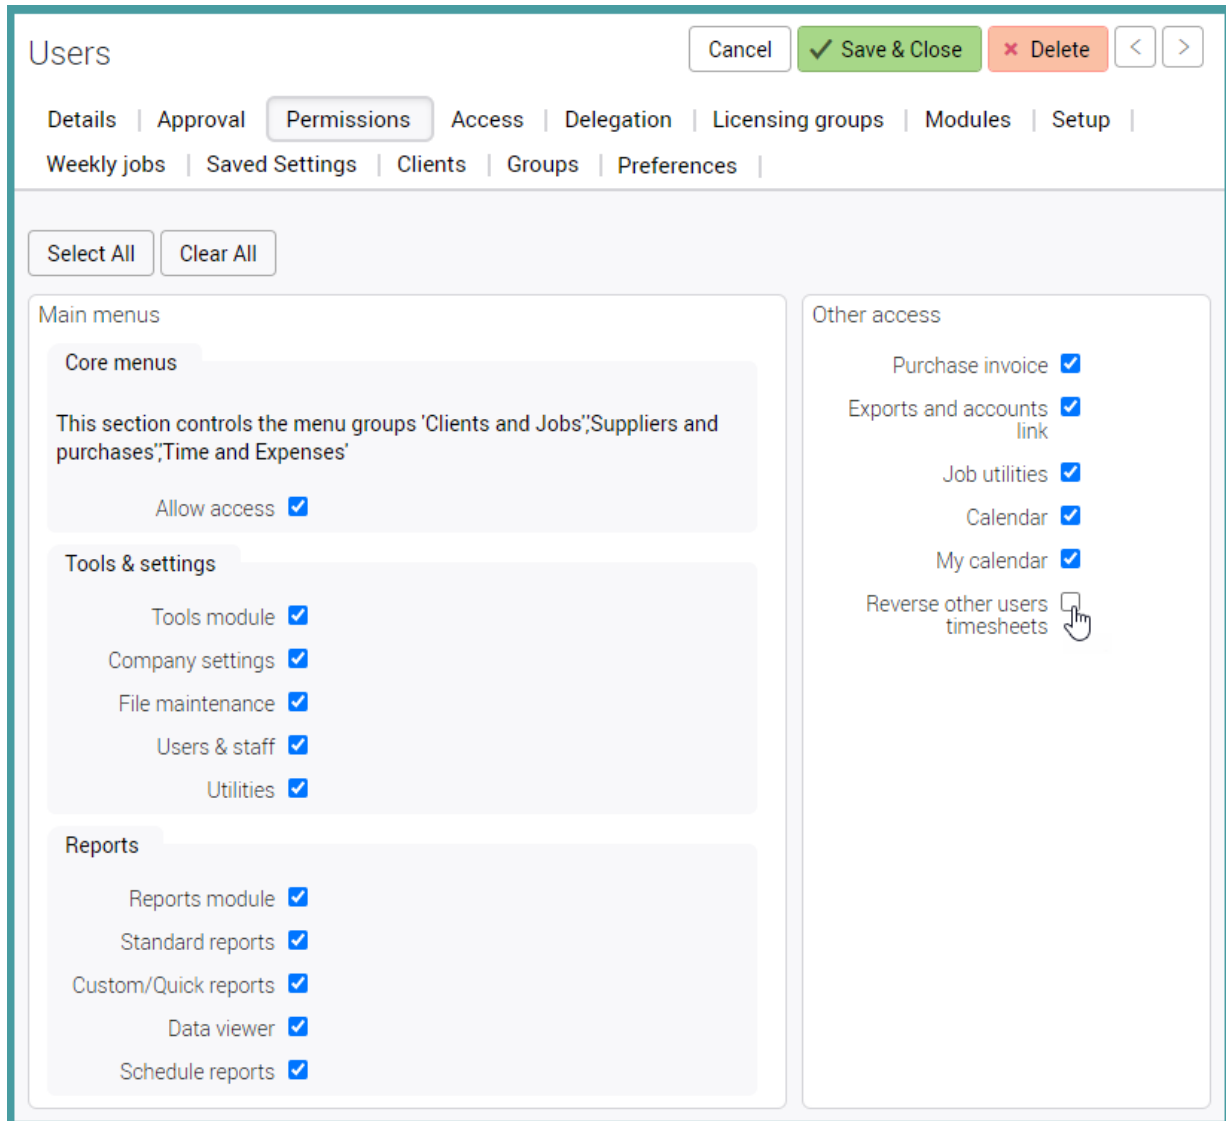 Users
Cancel
Save & Close
Delete
Details
Approval
Permissions
Access
Delegation
Licensing groups
Modules
Setup
Weekly jobs
Saved Settings
Clients
Groups
Preferences
Select All
Clear All
Main menus
Core menus
This section controls the menu groups 'Clients and Jobs','Suppliers and
purchases','Time and Expenses'
Allow access
Tools & settings
Tools module
Company settings
File maintenance
Users & staff
Utilities
Reports
Reports module
Standard reports
Custom/Quick reports
Data viewer
Schedule reports
Other access
Purchase invoice
Exports and accounts
link
Job utilities
Calendar
My calendar
Reverse other users
timesheets